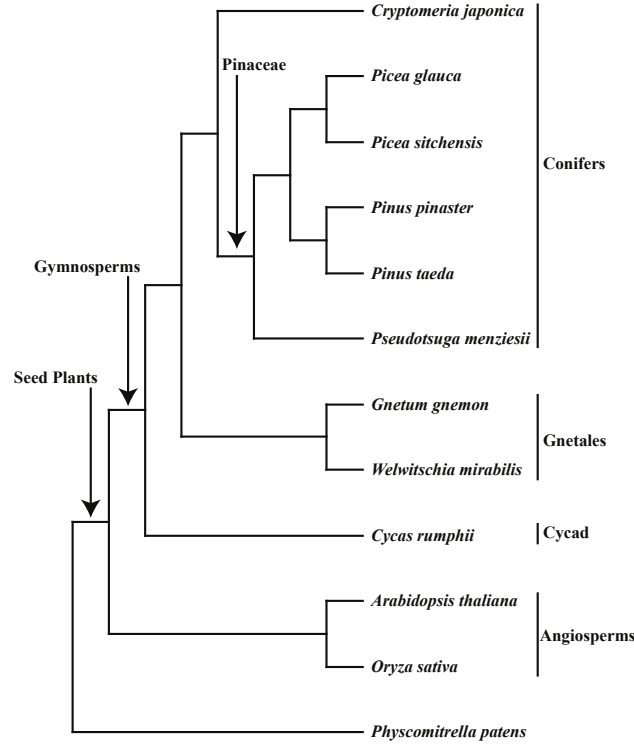 Cryptomeria japonica
Pinaceae
Picea glauca
Picea sitchensis
Conifers
Pinus pinaster
Gymnosperms
Pinus taeda
Pseudotsuga menziesii
Seed Plants
Gnetum gnemon
Gnetales
Welwitschia mirabilis
Cycas rumphii
Cycad
Arabidopsis thaliana
Angiosperms
Oryza sativa
Physcomitrella patens